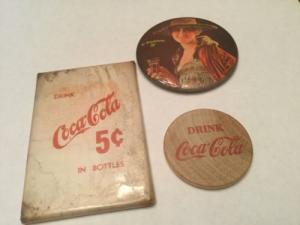 DRINK
Coca-Cola
5¢
IN BOTTLES
DRINK
Coca-Cola